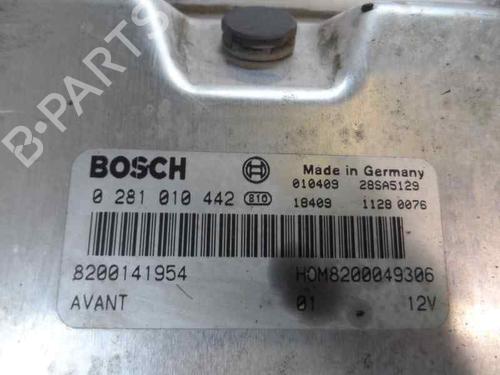 B-PARTS
BOSCH Made in Germany
0 281 010 442 810 010409 28SA5129
18409 1128 0076
8200141954 HOM8200049306
AVANT 01 12V